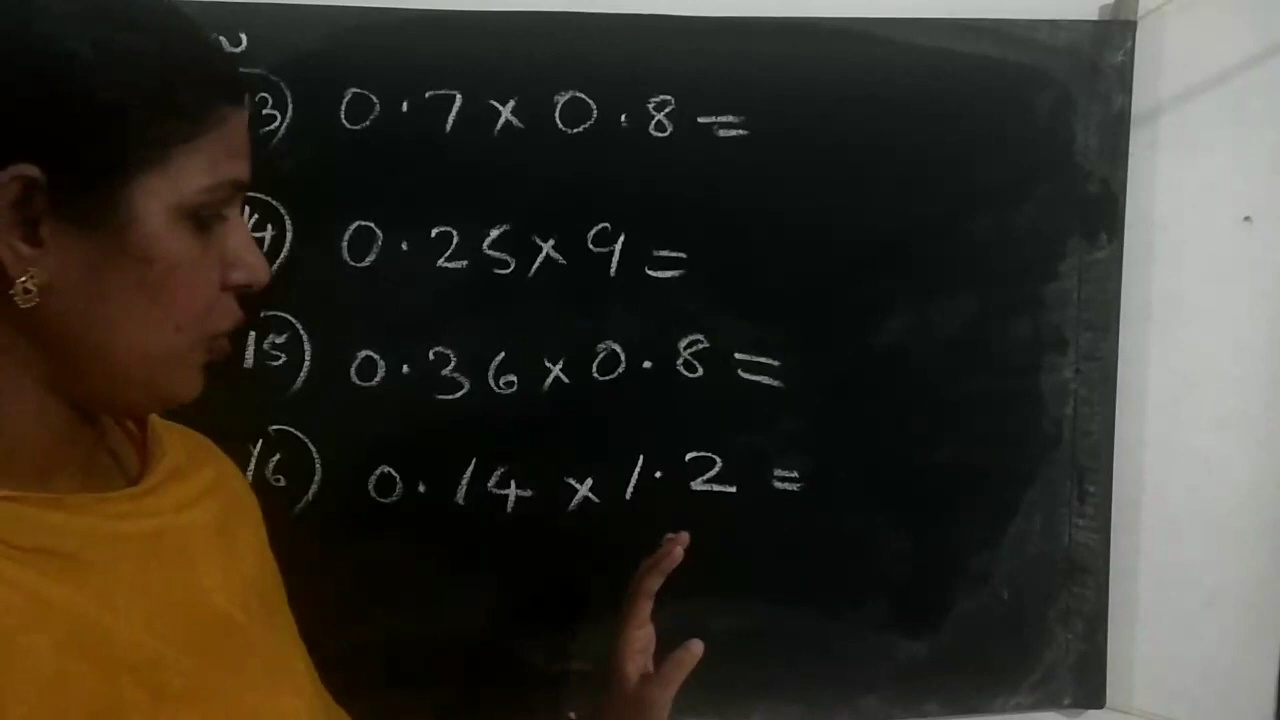 13) 0.7 x 0.8 =
14) 0.25 x 9 =
15) 0.36 x 0.8 =
16) 0.14 x 1.2 =